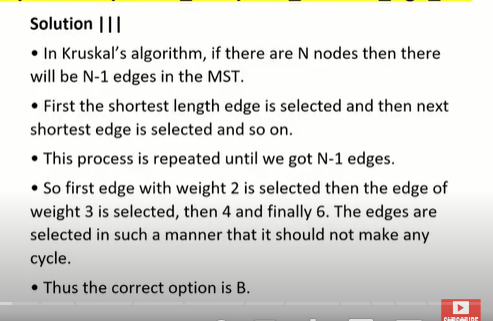 Solution |||
• In Kruskal's algorithm, if there are N nodes then there
will be N-1 edges in the MST.
• First the shortest length edge is selected and then next
shortest edge is selected and so on.
• This process is repeated until we got N-1 edges.
• So first edge with weight 2 is selected then the edge of
weight 3 is selected, then 4 and finally 6. The edges are
selected in such a manner that it should not make any
cycle.
• Thus the correct option is B.
SUBSCRIBE